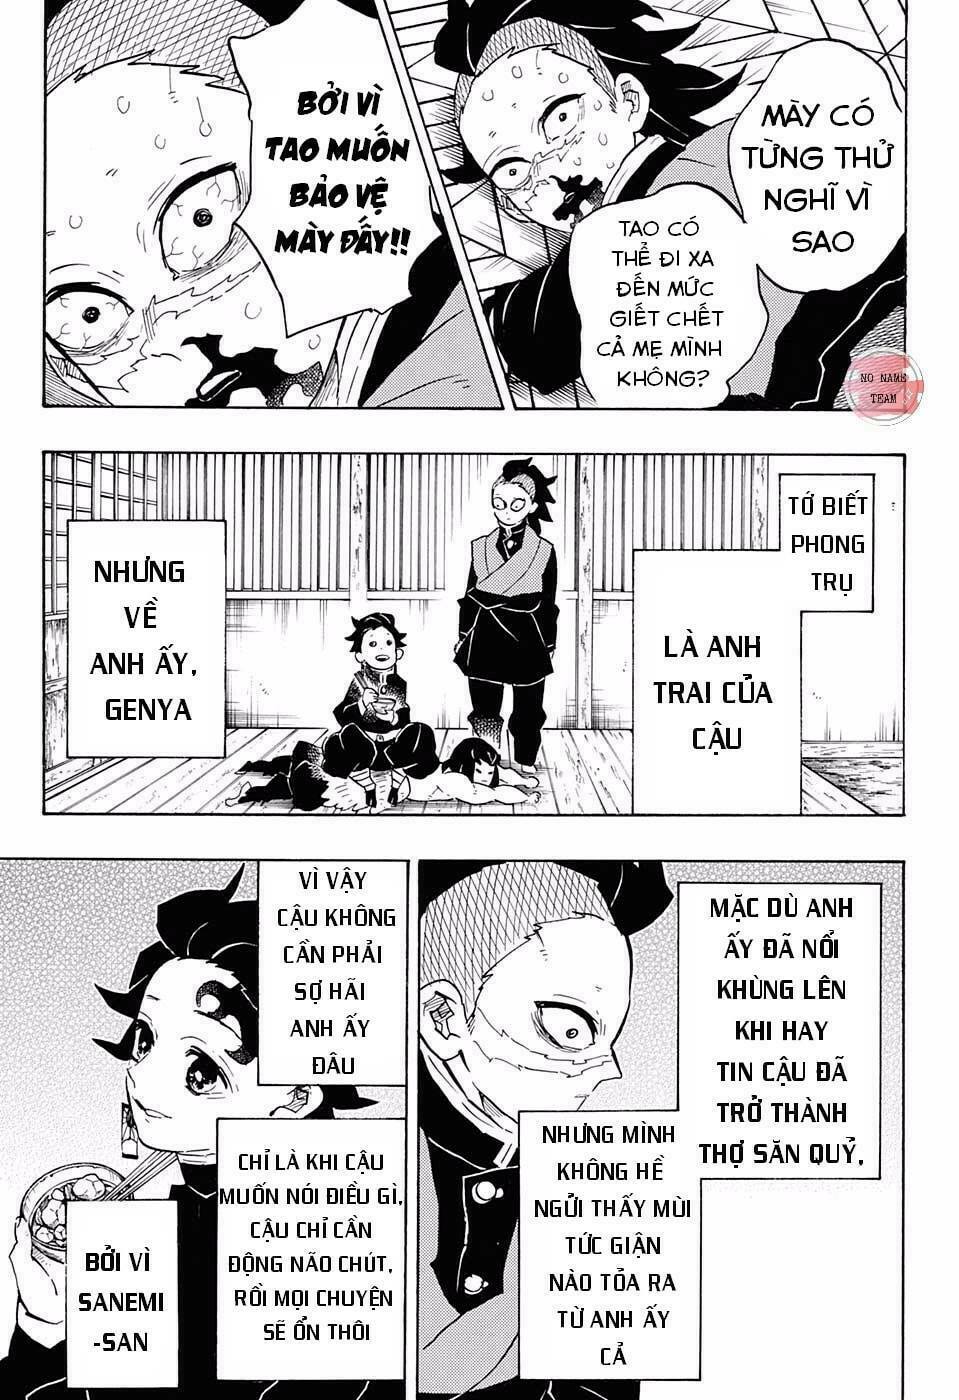 MÀY CÓ
TỪNG THỬ
NGHĨ VÌ
SAO
TAO CÓ
THỂ ĐI XA
ĐẾN MỨC
GIẾT CHẾT
CẢ MẸ MÌNH
KHÔNG?
BỞI VÌ
TAO MUỐN
BẢO VỆ
MÀY ĐẤY!!
NO NAME
TEAM
TỚ BIẾT
PHONG
TRỤ
LÀ ANH
TRAI CỦA
CẬU
NHƯNG
VỀ
ANH ẤY,
GENYA
MẶC DÙ ANH
ẤY ĐÃ NỔI
KHÙNG LÊN
KHI HAY
TIN CẬU ĐÃ
TRỞ THÀNH
THỢ SĂN QUỶ,
NHƯNG MÌNH
KHÔNG HỀ
NGỬI THẤY MÙI
TỨC GIẬN
NÀO TỎA RA
TỪ ANH ẤY
CẢ
VÌ VẬY
CẬU KHÔNG
CẦN PHẢI
SỢ HÃI
ANH ẤY
ĐÂU
CHỈ LÀ KHI CẬU
MUỐN NÓI ĐIỀU GÌ,
CẬU CHỈ CẦN
ĐỘNG NÃO CHÚT,
RỒI MỌI CHUYỆN
SẼ ỔN THÔI
BỞI VÌ
SANEMI
-SAN